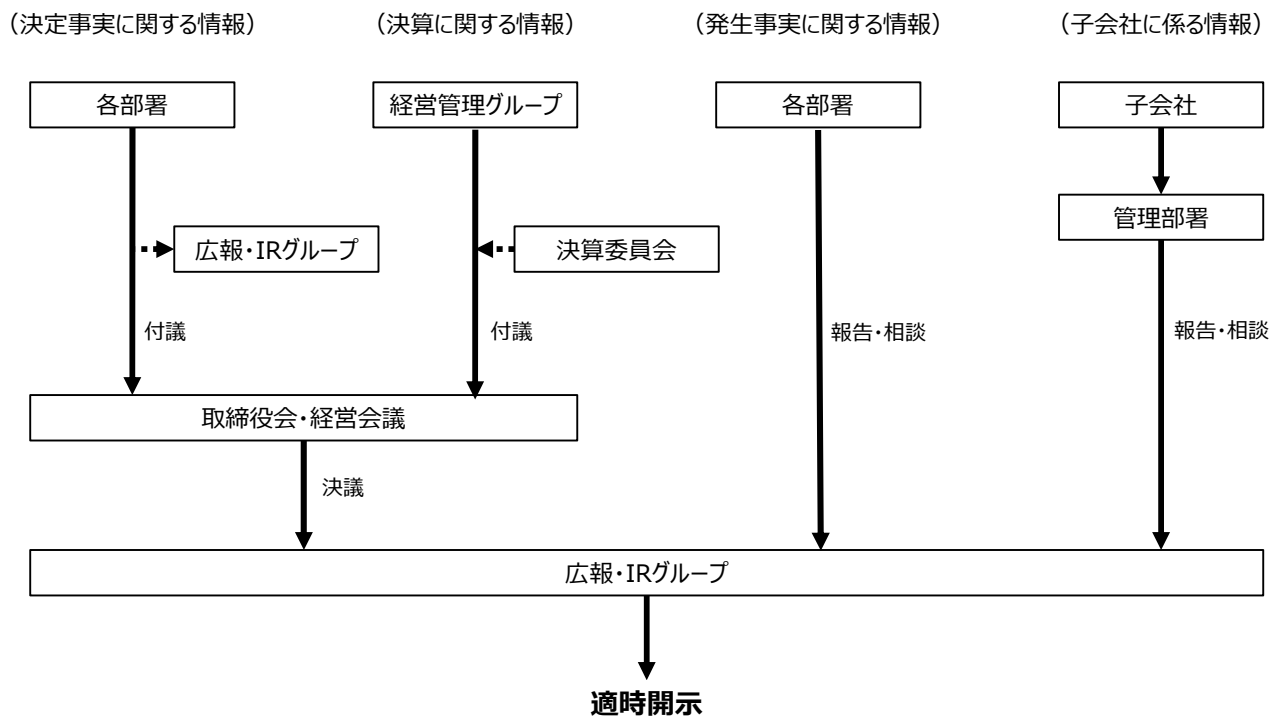 （決定事実に関する情報）
（決算に関する情報）
（発生事実に関する情報）
（子会社に係る情報）
各部署
経営管理グループ
各部署
子会社
管理部署
広報・IRグループ
決算委員会
付議
付議
報告・相談
報告・相談
取締役会・経営会議
決議
広報・IRグループ
適時開示